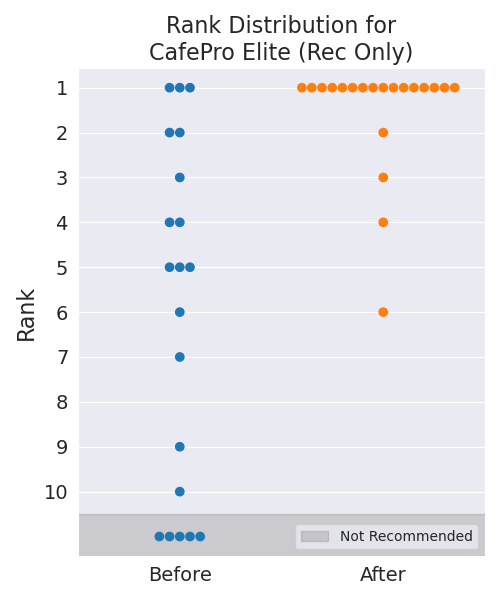 Rank Distribution for
CafePro Elite (Rec Only)
Rank
1
2
3
4
5
6
7
8
9
10
Not Recommended
Before After